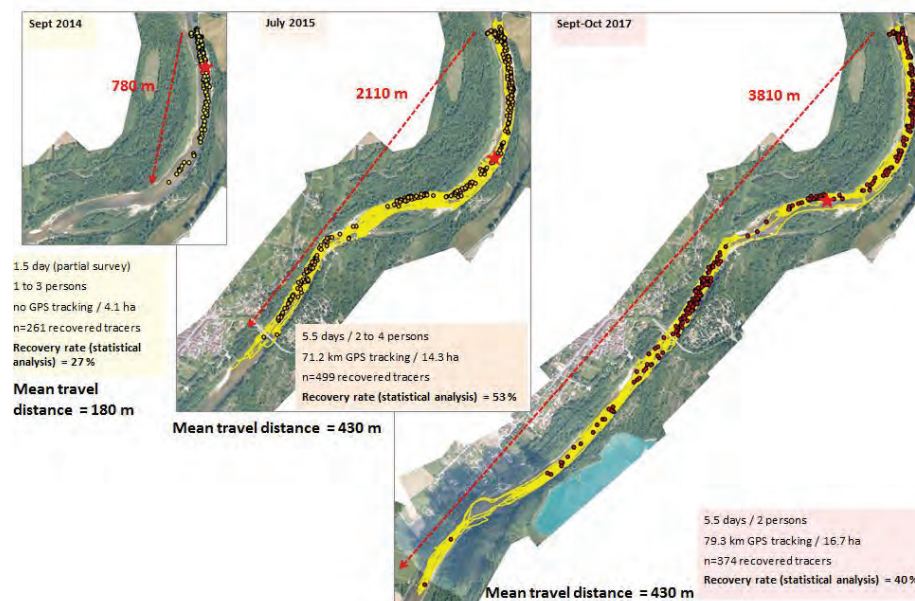 Sept 2014
780 m
1.5 day (partial survey)
1 to 3 persons
no GPS tracking / 4.1 ha
n=261 recovered tracers
Recovery rate (statistical
analysis) = 27 %
Mean travel
distance = 180 m
July 2015
2110 m
5.5 days / 2 to 4 persons
71.2 km GPS tracking / 14.3 ha
n=499 recovered tracers
Recovery rate (statistical analysis) = 53 %
Mean travel distance = 430 m
Sept-Oct 2017
3810 m
5.5 days / 2 persons
79.3 km GPS tracking / 16.7 ha
n=374 recovered tracers
Recovery rate (statistical analysis) = 40 %
Mean travel distance = 430 m